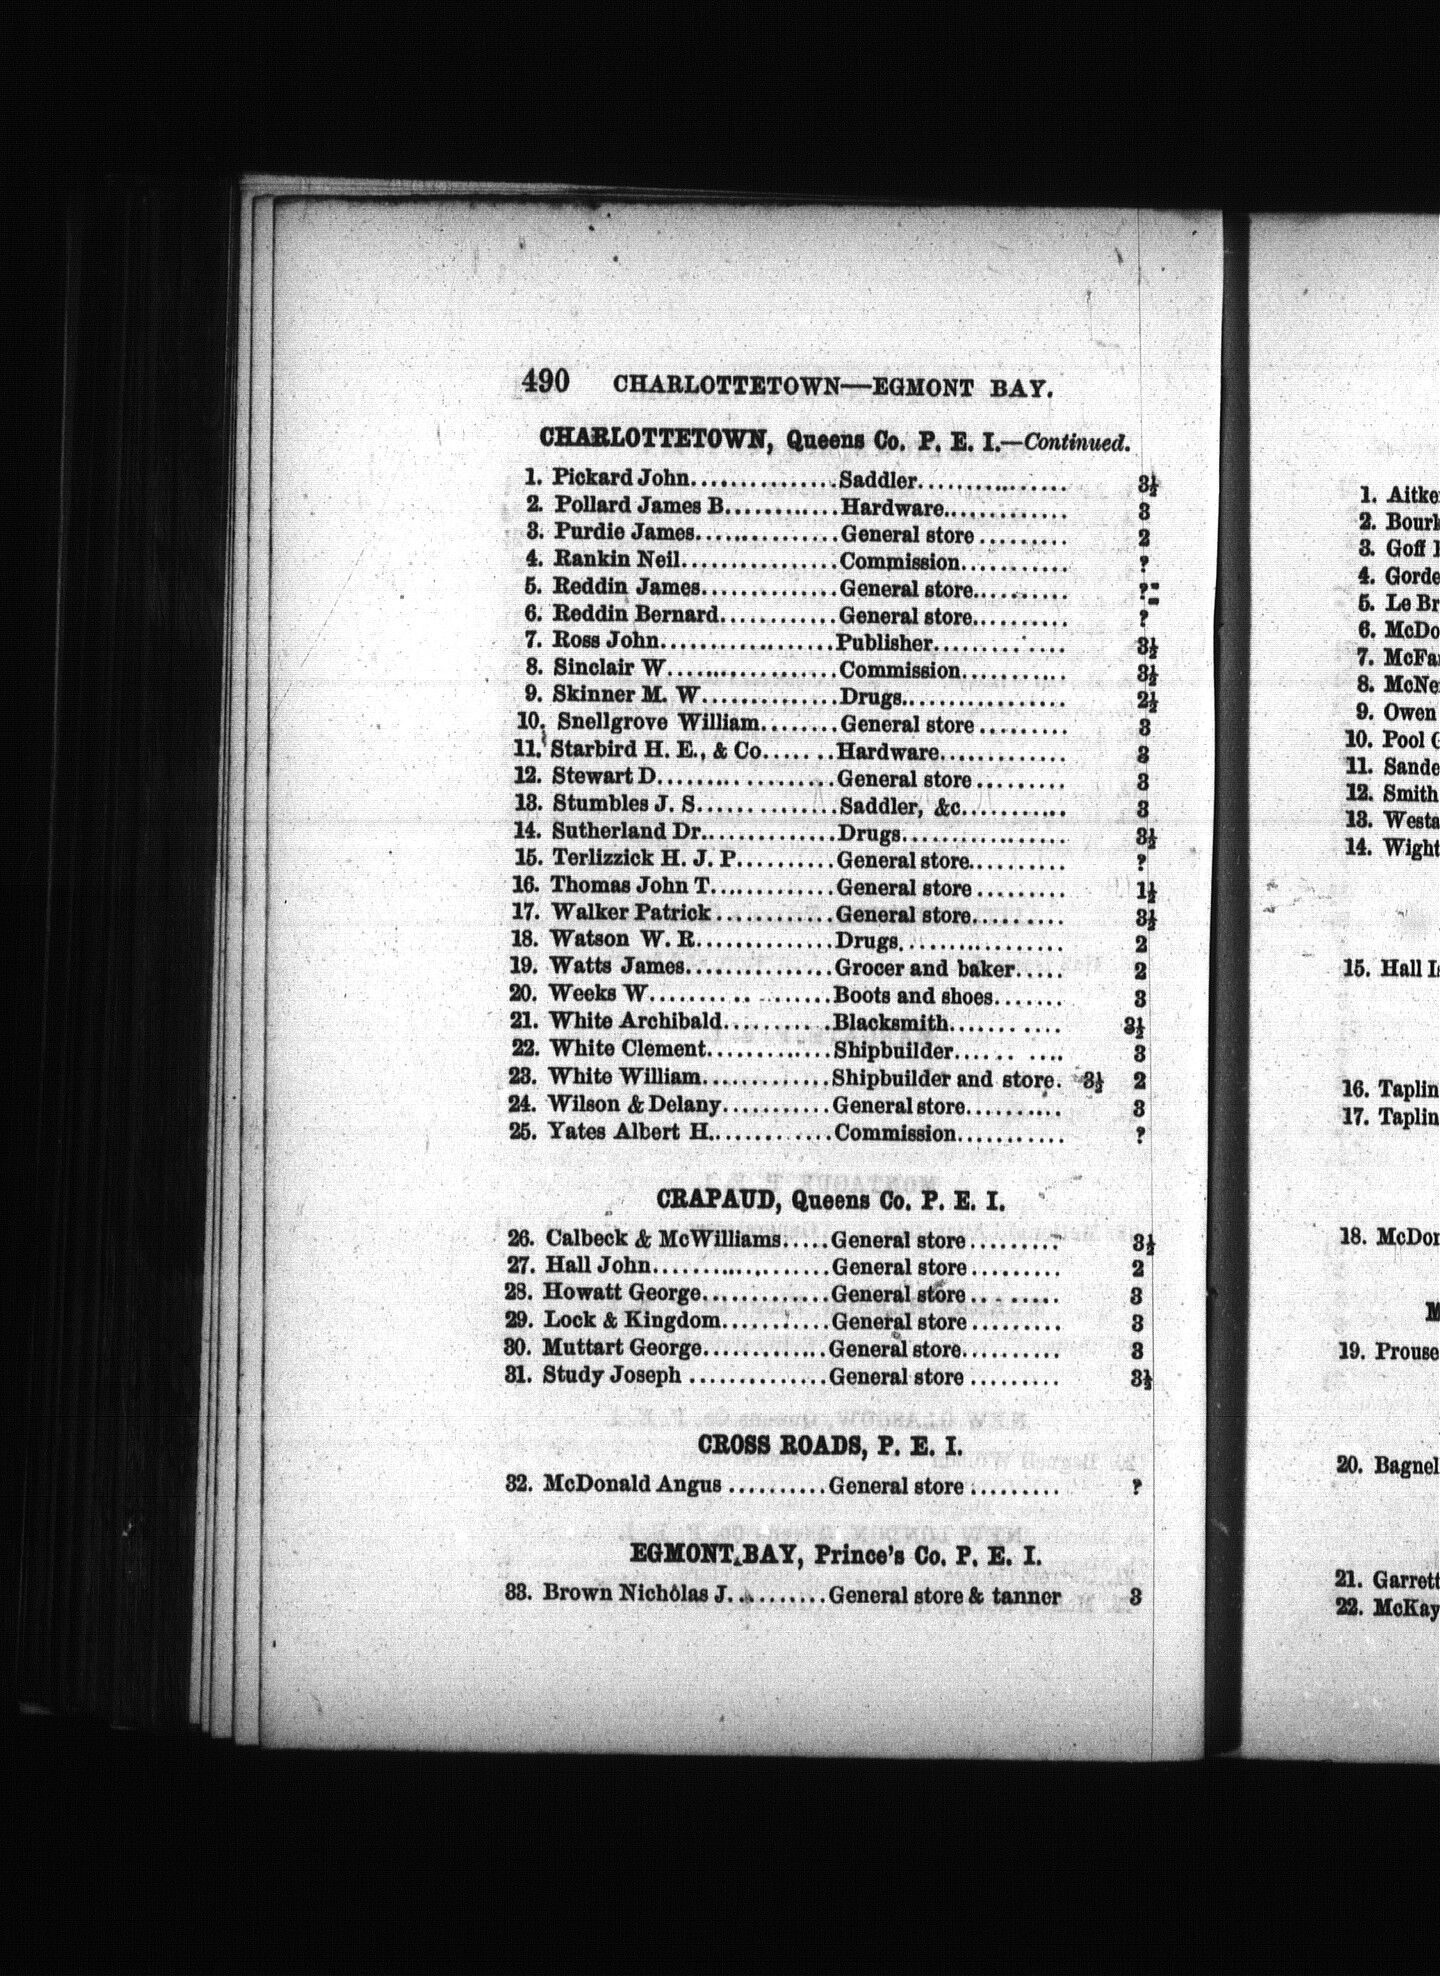 490 CHARLOTTETOWN—EGMONT BAY.
CHARLOTTETOWN, Queens Co. P. E. I.—Continued.
1. Pickard John...............Saddler............... 3½
2. Pollard James B...........Hardware............. 3
3. Purdie James...............General store ......... 2
4. Rankin Neil................Commission........... ?
5. Reddin James..............General store.......... ?
6. Reddin Bernard............General store.......... ?
7. Ross John..................Publisher.............. 3½
8. Sinclair W..................Commission........... 3½
9. Skinner M. W..............Drugs................. 2½
10. Snellgrove William........General store ......... 3
11. Starbird H. E., & Co.......Hardware............. 3
12. Stewart D..................General store ......... 3
13. Stumbles J. S..............Saddler, &c........... 3
14. Sutherland Dr..............Drugs................. 3½
15. Terlizzick H. J. P..........General store.......... ?
16. Thomas John T.............General store ......... 1½
17. Walker Patrick ............General store......... 3½
18. Watson W. R..............Drugs................. 2
19. Watts James...............Grocer and baker..... 2
20. Weeks W..................Boots and shoes....... 3
21. White Archibald...........Blacksmith........... 3½
22. White Clement.............Shipbuilder.......... 3
23. White William.............Shipbuilder and store. 3½ 2
24. Wilson & Delany...........General store.......... 3
25. Yates Albert H.............Commission........... ?
CRAPAUD, Queens Co. P. E. I.
26. Calbeck & McWilliams.....General store ......... 3½
27. Hall John..................General store ......... 2
28. Howatt George.............General store ......... 3
29. Lock & Kingdom...........General store ......... 3
30. Muttart George.............General store.......... 3
31. Study Joseph ..............General store ......... 3½
CROSS ROADS, P. E. I.
32. McDonald Angus ..........General store ......... ?
EGMONT BAY, Prince's Co. P. E. I.
33. Brown Nicholas J..........General store & tanner 3
1. Aitke
2. Bourk
3. Goff
4. Gorde
5. Le Br
6. McDo
7. McFa
8. McNe
9. Owen
10. Pool
11. Sande
12. Smith
13. Westa
14. Wight
15. Hall
16. Taplin
17. Taplin
18. McDon
M
19. Prouse
20. Bagnel
21. Garrett
22. McKay